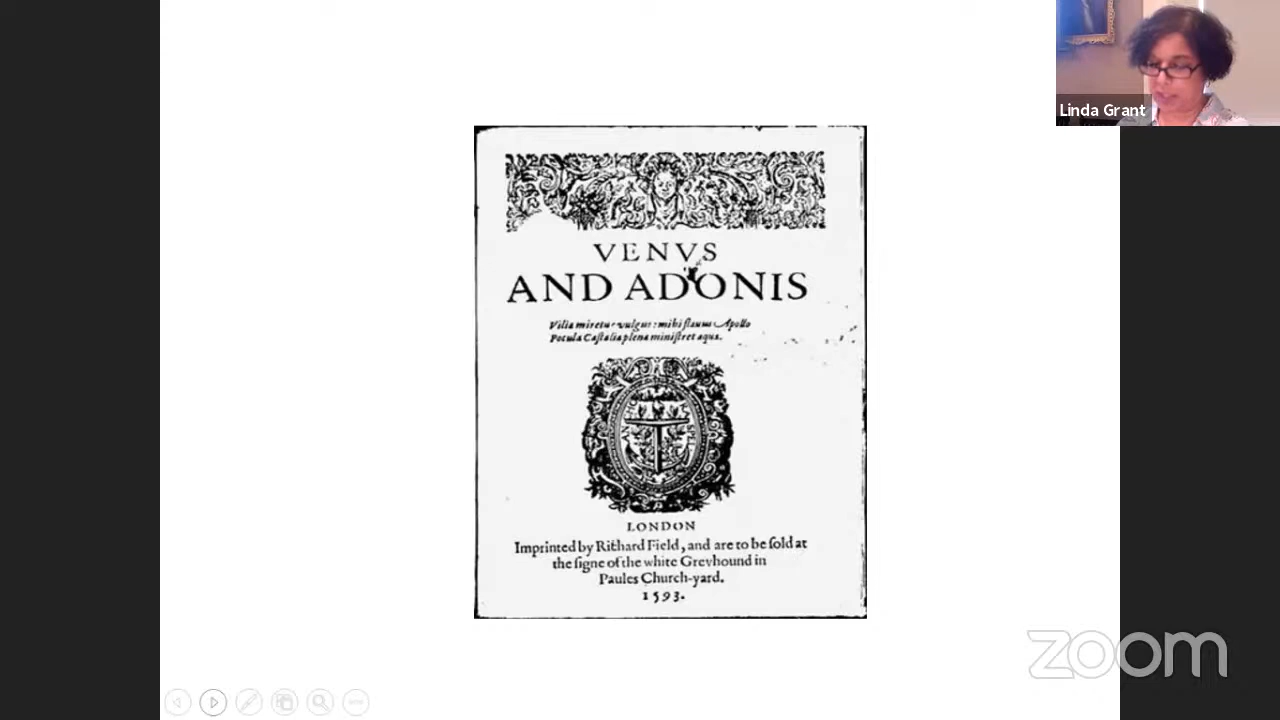 Linda Grant
VENVS
AND ADONIS
Vilia miretur vulgus: mihi flauus Apollo
Pocula Castalia plena ministret aqua.
LONDON
Imprinted by Richard Field, and are to be ſold at
the ſigne of the white Greyhound in
Paules Church-yard.
1593.
zoom